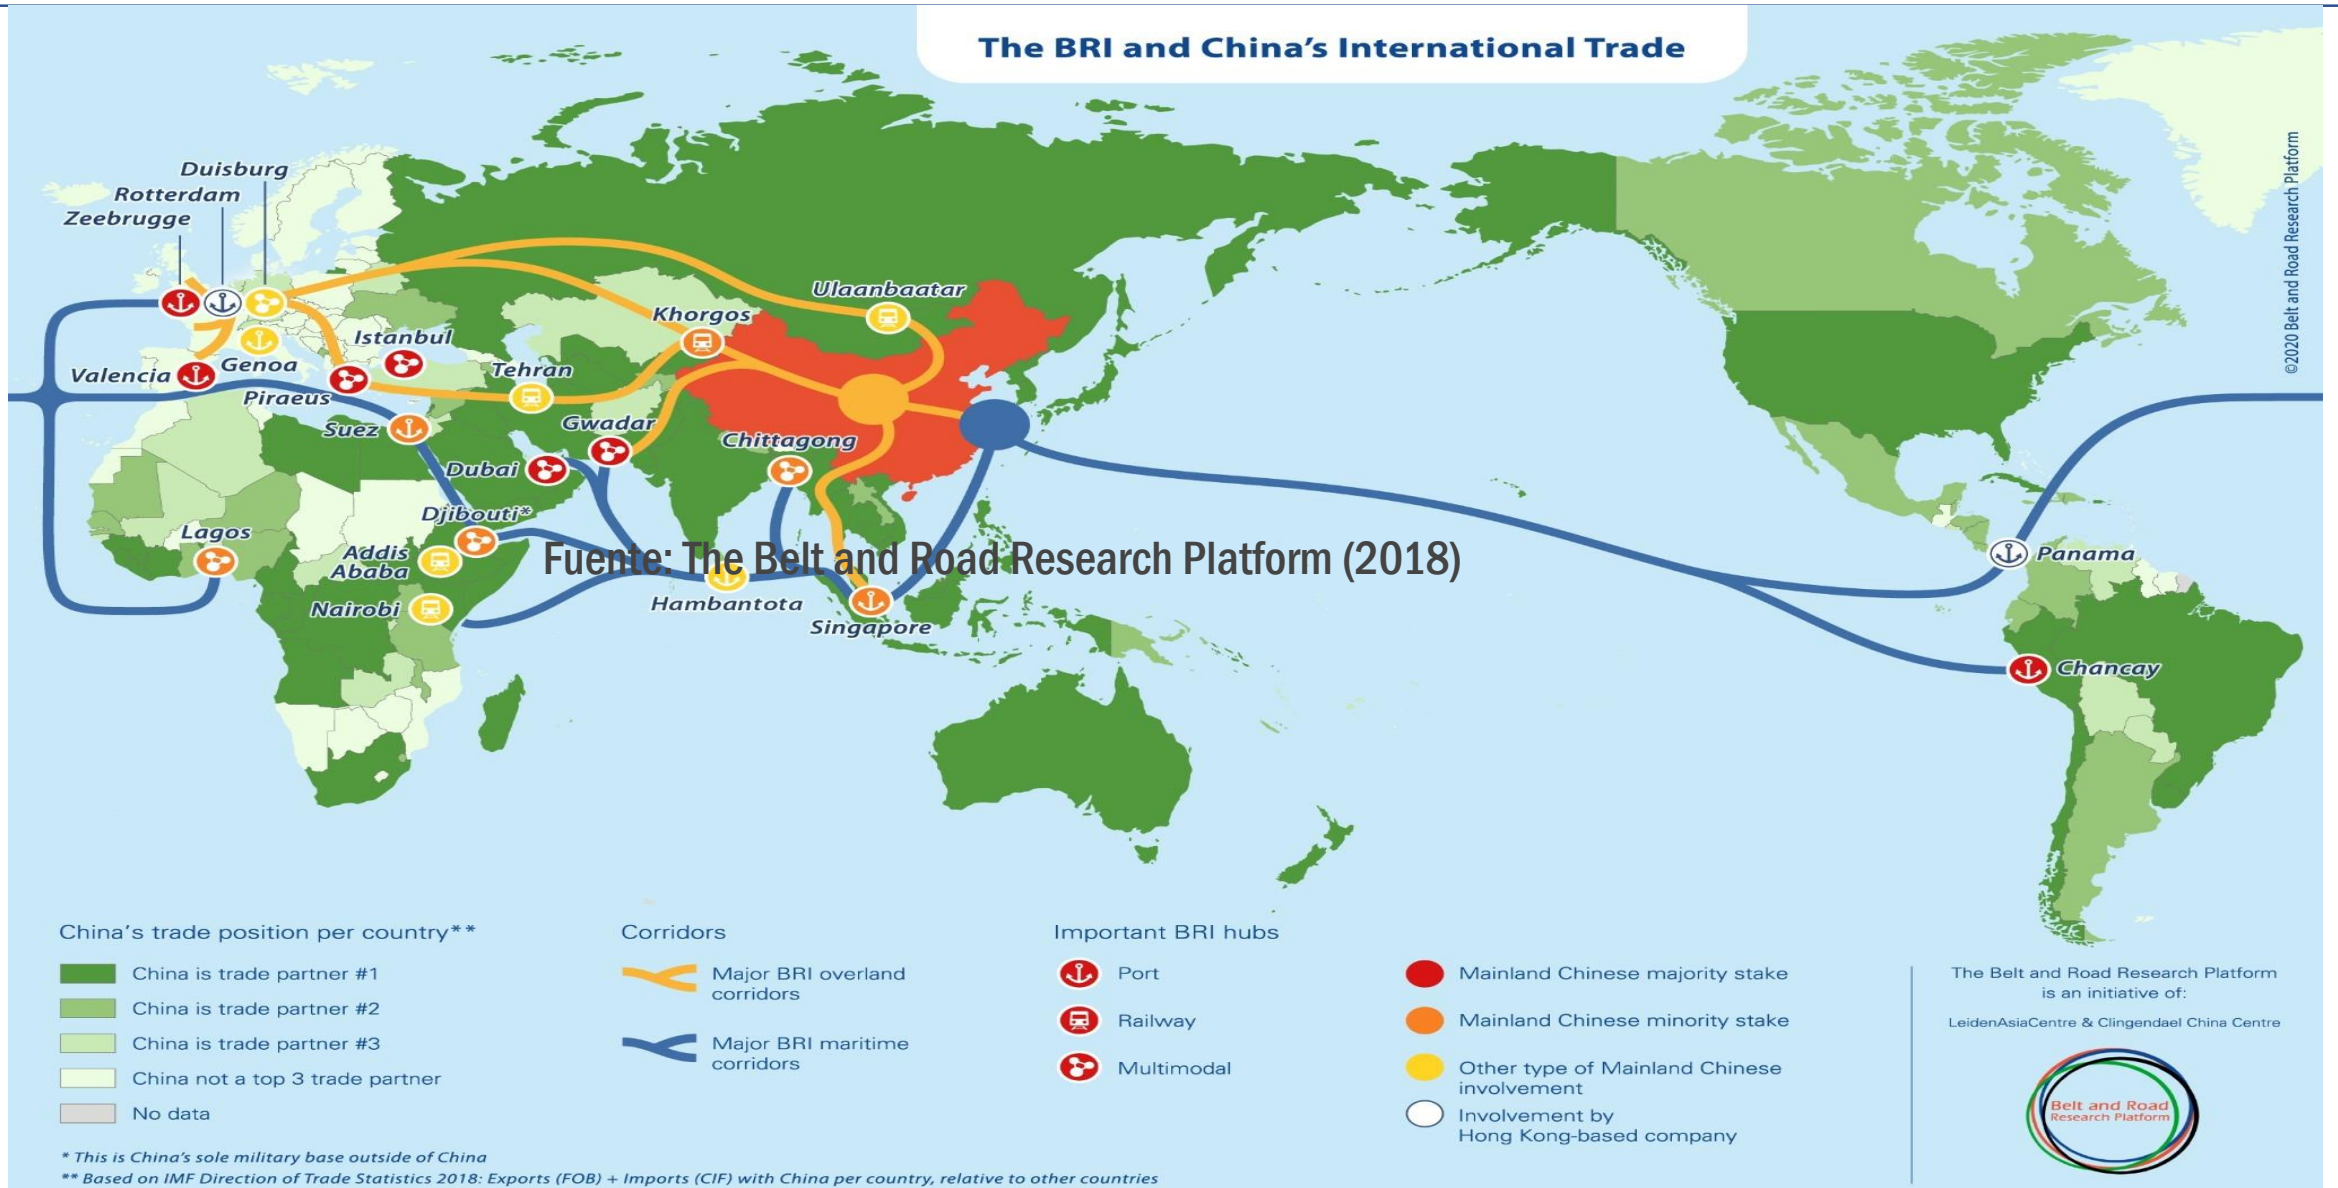 The BRI and China's International Trade
©2020 Belt and Road Research Platform
Duisburg
Rotterdam
Zeebrugge
Ulaanbaatar
Khorgos
Istanbul
Genoa
Valencia
Tehran
Piraeus
Gwadar
Suez
Chittagong
Dubai
Djibouti*
Lagos
Addis
Ababa
Fuente: The Belt and Road Research Platform (2018)
Panama
Nairobi
Hambantota
Singapore
Chancay
China's trade position per country**
China is trade partner #1
China is trade partner #2
China is trade partner #3
China not a top 3 trade partner
No data
Corridors
Major BRI overland
corridors
Major BRI maritime
corridors
Important BRI hubs
Port
Railway
Multimodal
Mainland Chinese majority stake
Mainland Chinese minority stake
Other type of Mainland Chinese
involvement
Involvement by
Hong Kong-based company
The Belt and Road Research Platform
is an initiative of:
LeidenAsiaCentre & Clingendael China Centre
Belt and Road
Research Platform
* This is China's sole military base outside of China
** Based on IMF Direction of Trade Statistics 2018: Exports (FOB) + Imports (CIF) with China per country, relative to other countries